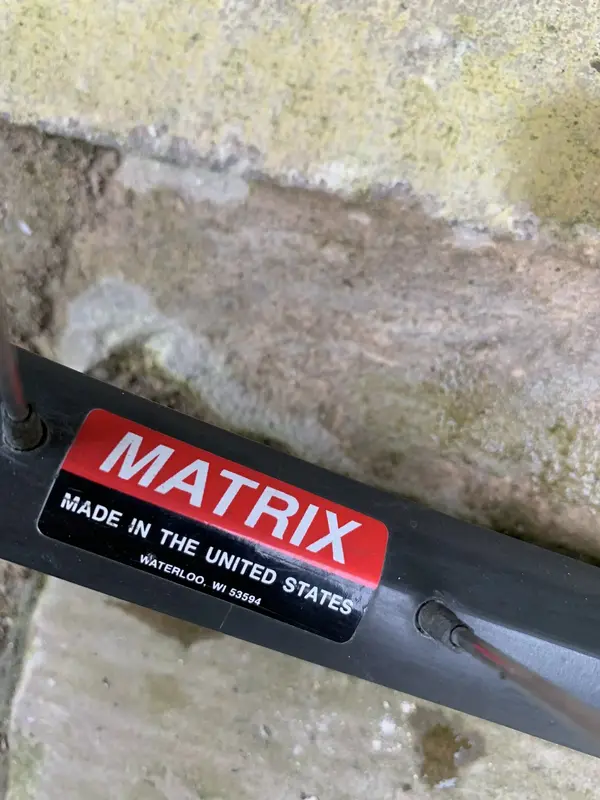 MATRIX
MADE IN THE UNITED STATES
WATERLOO, WI 53594